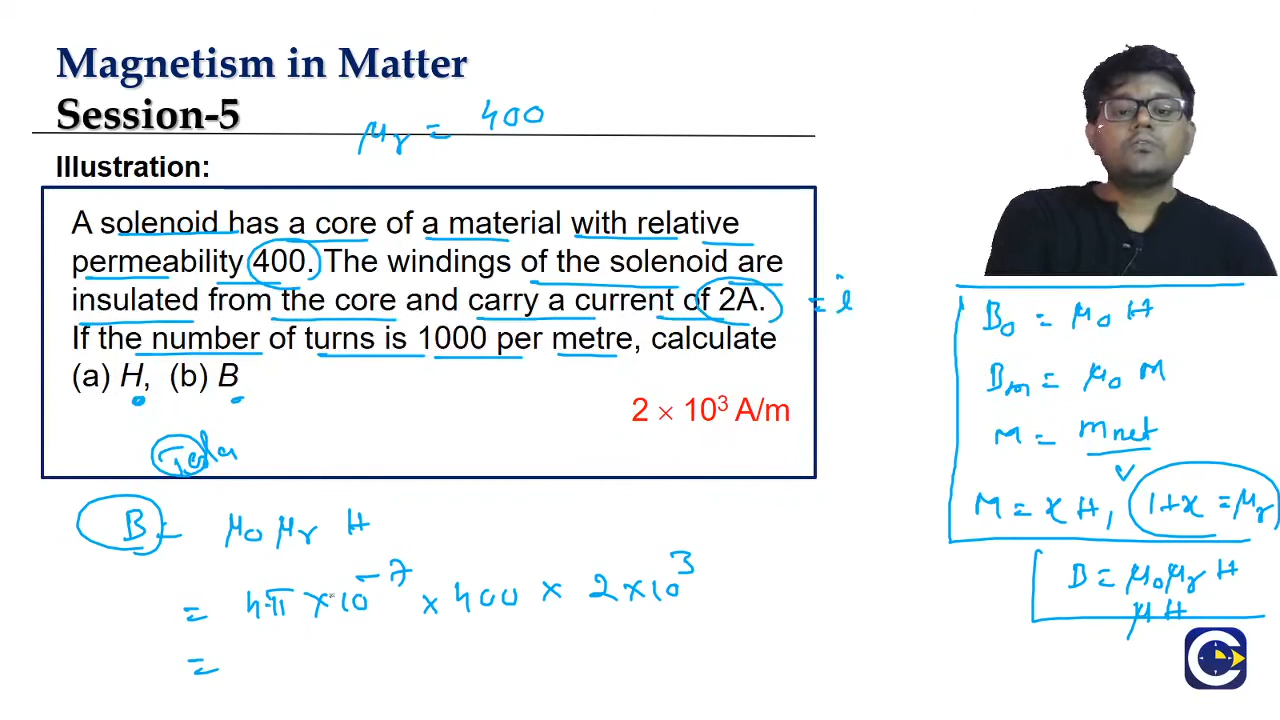 Magnetism in Matter
Session-5
μr = 400
Illustration:
A solenoid has a core of a material with relative
permeability 400. The windings of the solenoid are
insulated from the core and carry a current of 2A.
= i
If the number of turns is 1000 per metre, calculate
(a) H, (b) B
2 × 10³ A/m
Tesla
B = μ0 μr H
= 4π × 10⁻⁷ × 400 × 2 × 10³
=
B0 = μ0 H
Bm = μ0 M
M = mnet
V
M = χ H, 1+χ = μr
B = μ0μr H
μ H